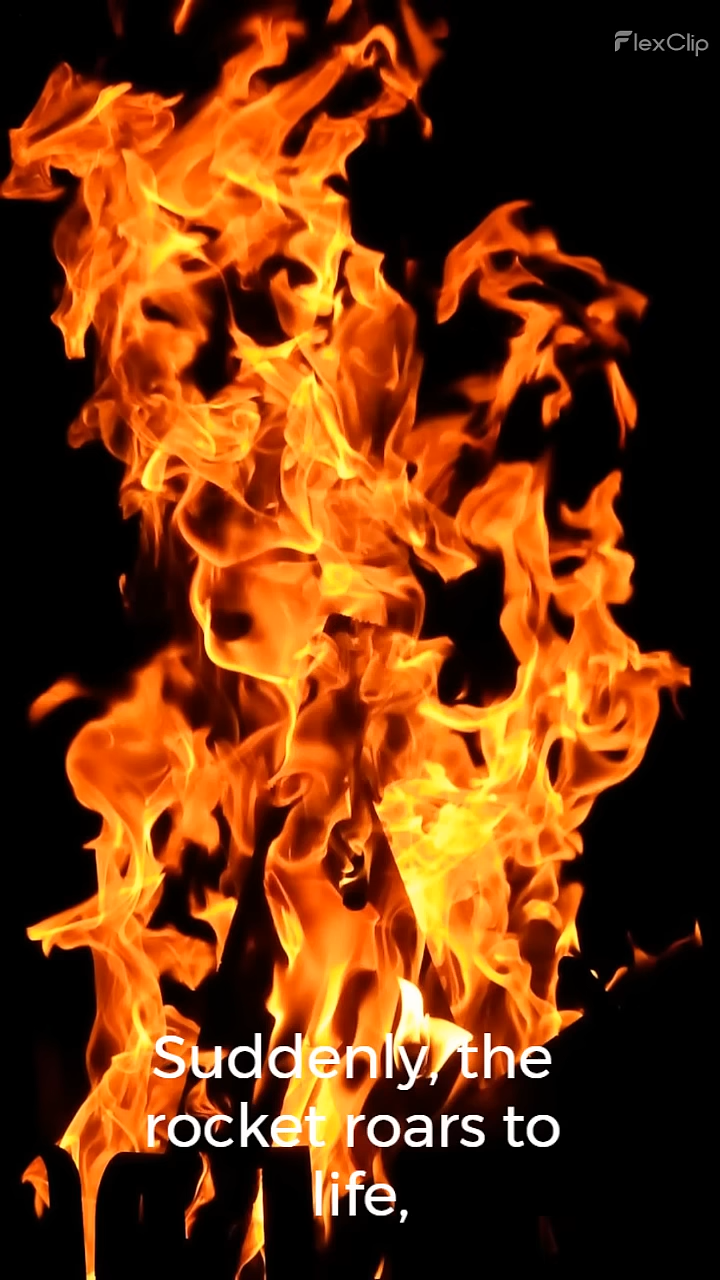 FlexClip
Suddenly, the
rocket roars to
life,